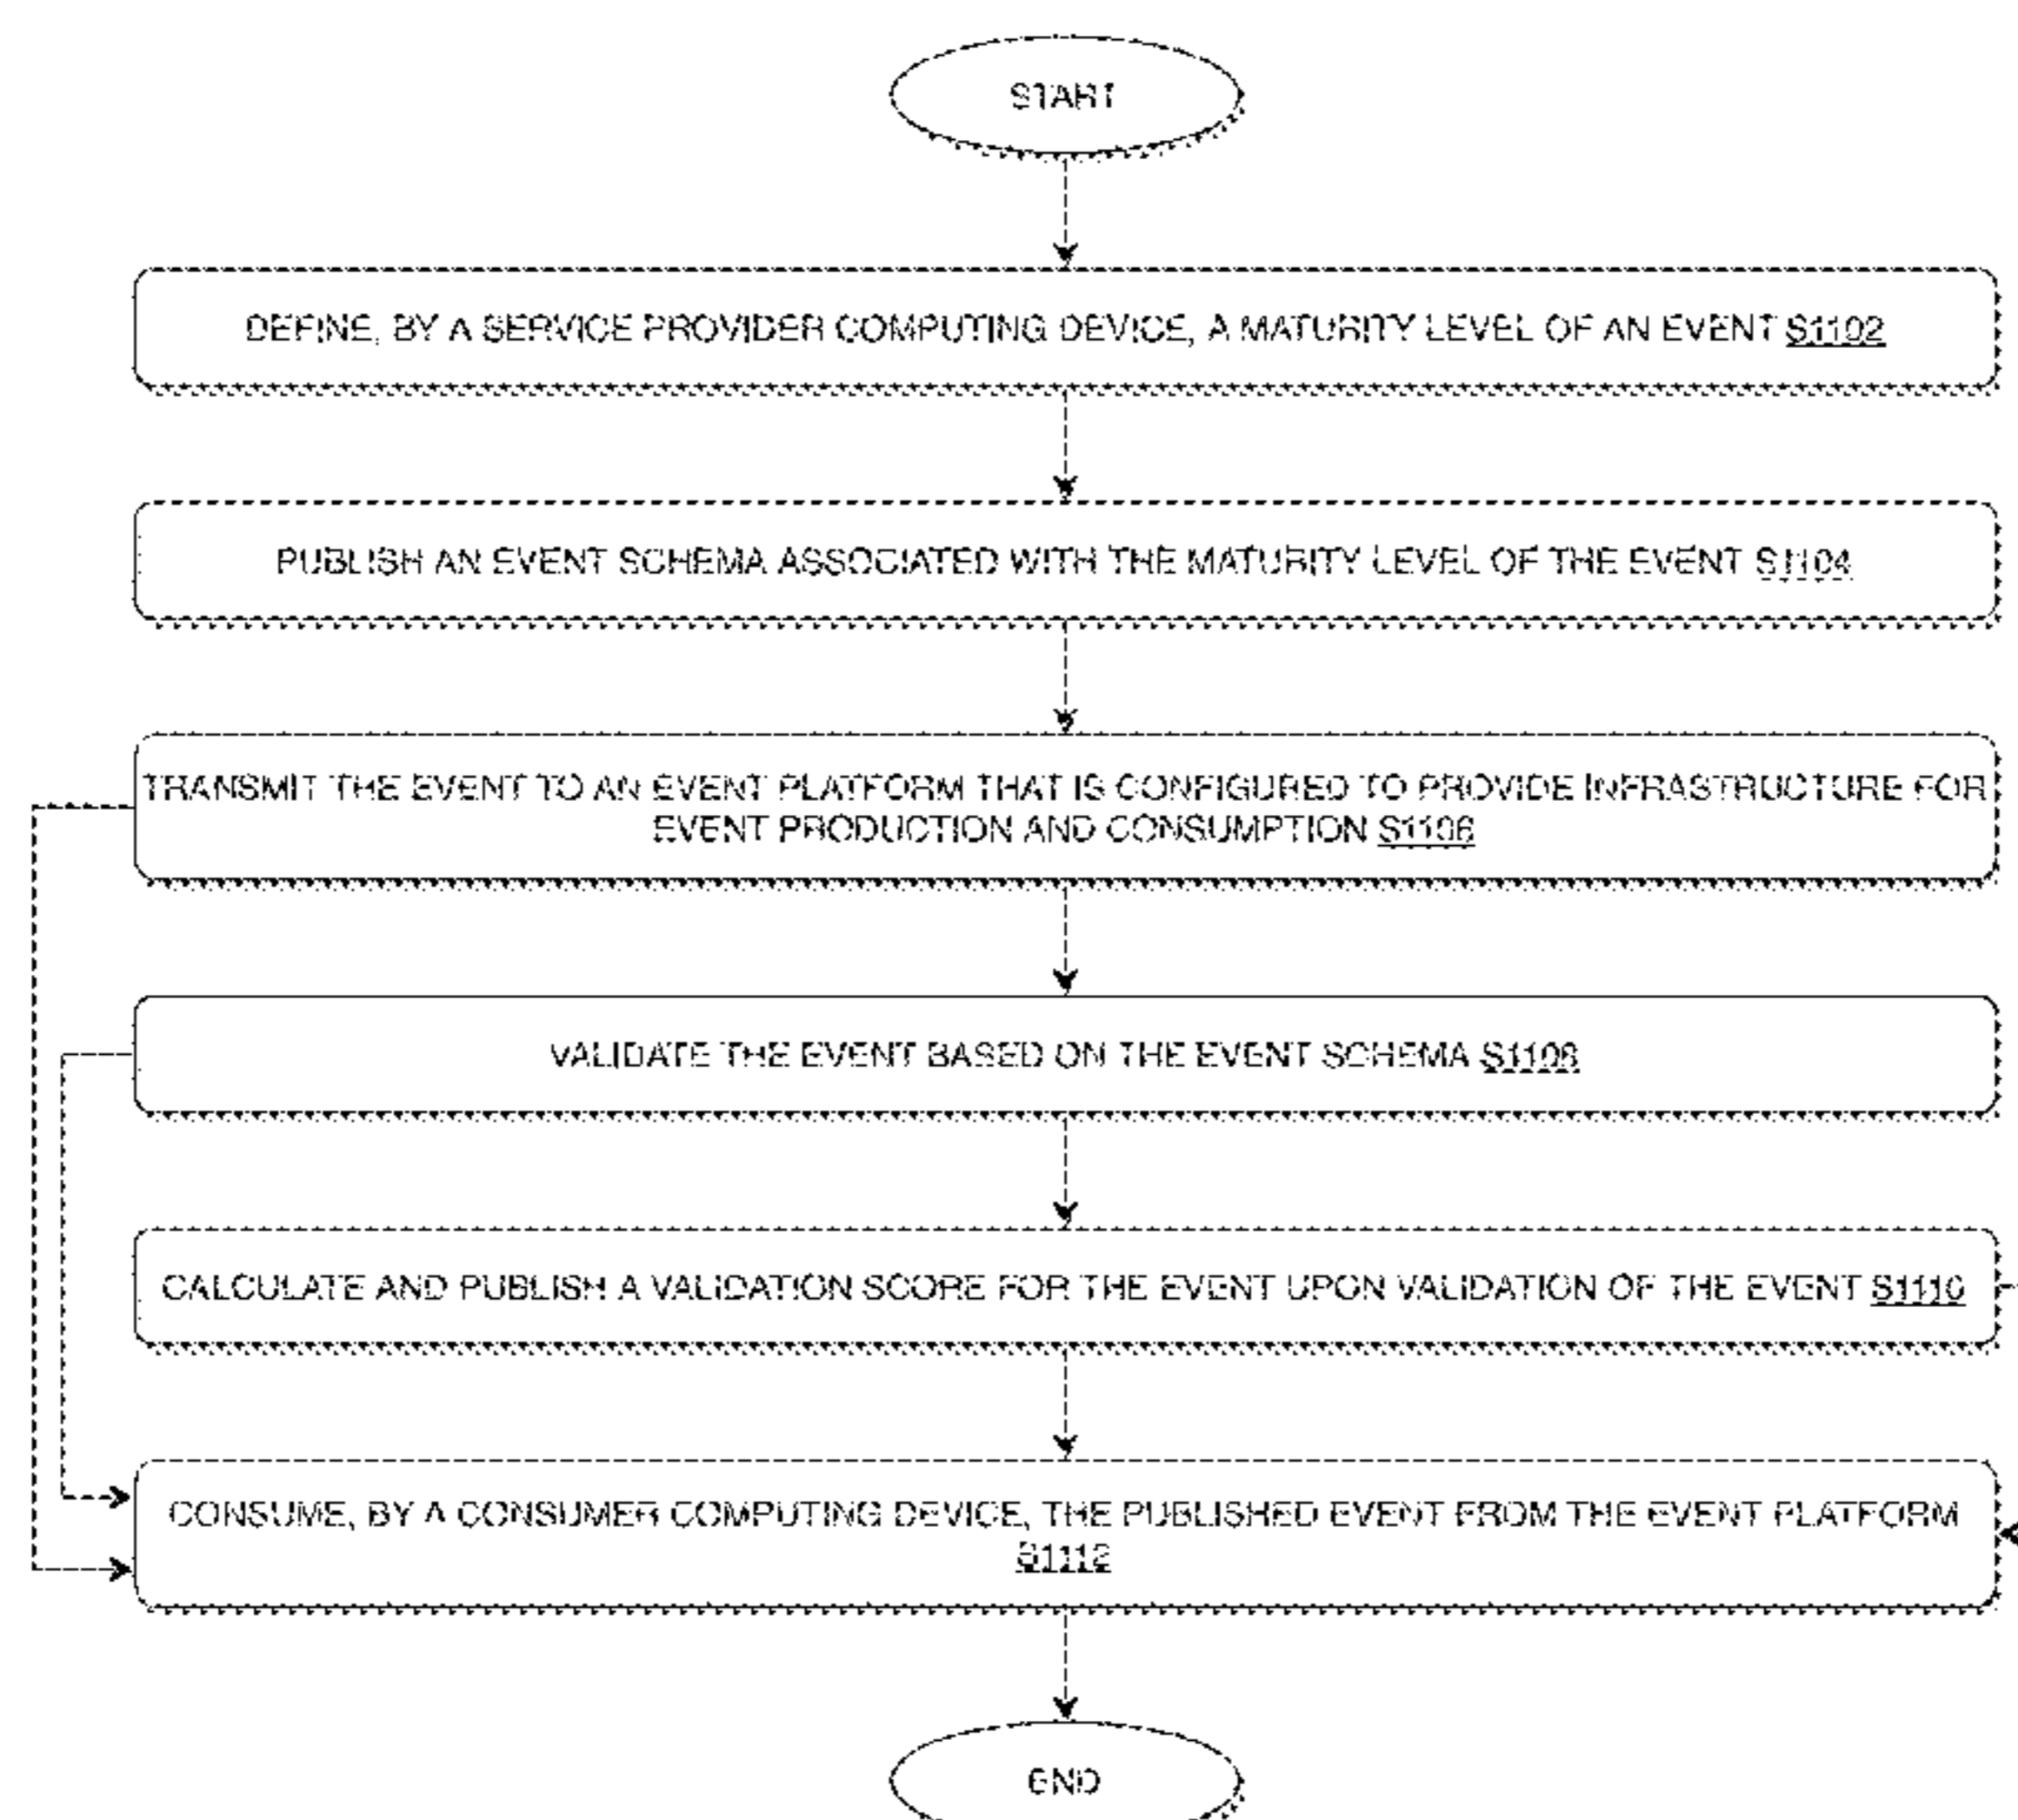 START
DEFINE, BY A SERVICE PROVIDER COMPUTING DEVICE, A MATURITY LEVEL OF AN EVENT S1102
PUBLISH AN EVENT SCHEMA ASSOCIATED WITH THE MATURITY LEVEL OF THE EVENT S1104
TRANSMIT THE EVENT TO AN EVENT PLATFORM THAT IS CONFIGURED TO PROVIDE INFRASTRUCTURE FOR
EVENT PRODUCTION AND CONSUMPTION S1106
VALIDATE THE EVENT BASED ON THE EVENT SCHEMA S1108
CALCULATE AND PUBLISH A VALIDATION SCORE FOR THE EVENT UPON VALIDATION OF THE EVENT S1110
CONSUME, BY A CONSUMER COMPUTING DEVICE, THE PUBLISHED EVENT FROM THE EVENT PLATFORM
S1112
END